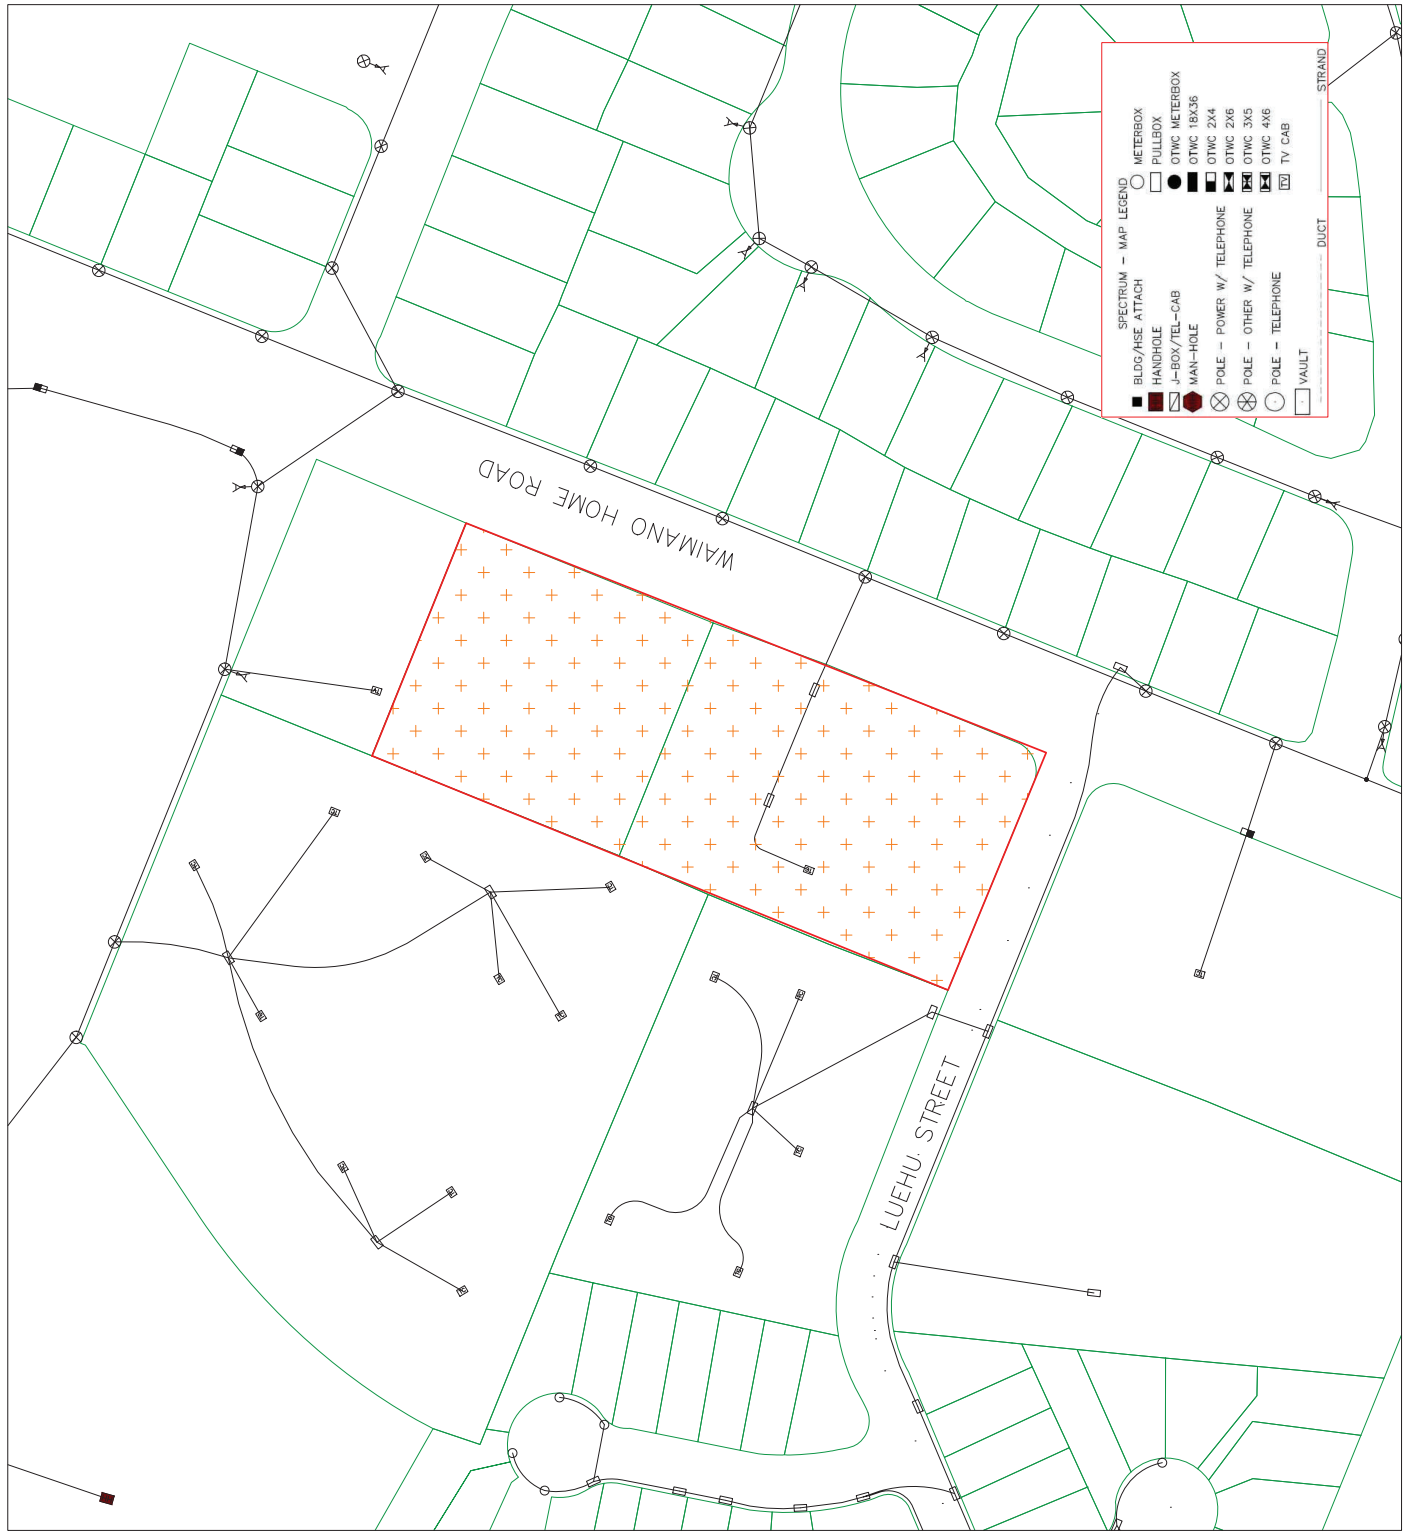 WAIMANO HOME ROAD
LUEHU STREET
SPECTRUM – MAP LEGEND
BLDG/HSE ATTACH
HANDHOLE
J–BOX/TEL–CAB
MAN–HOLE
POLE – POWER W/ TELEPHONE
POLE – OTHER W/ TELEPHONE
POLE – TELEPHONE
VAULT
METERBOX
PULLBOX
OTWC METERBOX
OTWC 18X36
OTWC 2X4
OTWC 2X6
OTWC 3X5
OTWC 4X6
TV TV CAB
DUCT
STRAND